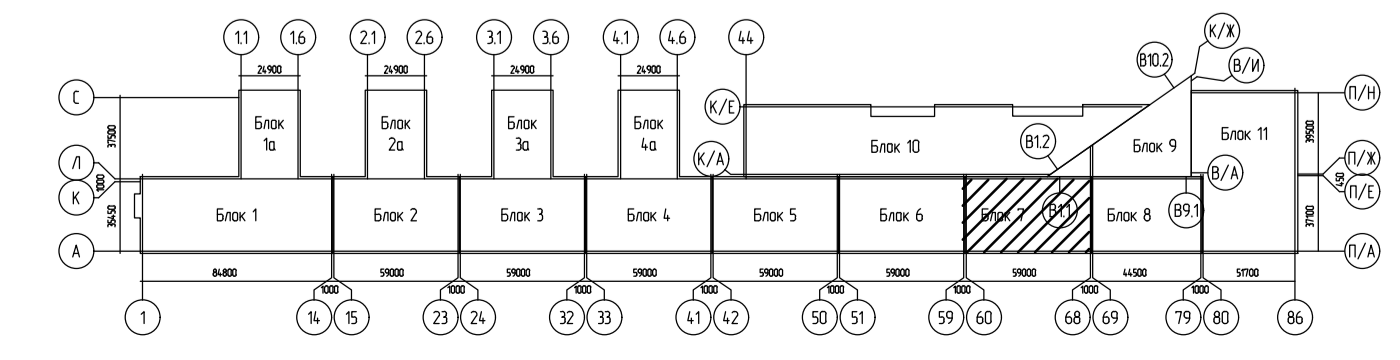 1.1 1.6 2.1 2.6 3.1 3.6 4.1 4.6 44 К/Ж
24900 24900 24900 24900 В10.2 В/И
С К/Е П/Н
37500 Блок 1а Блок 2а Блок 3а Блок 4а Блок 10 В1.2 Блок 9 Блок 11 39500
Л К/А В/А П/Ж
1000 450
К П/Е
35450 Блок 1 Блок 2 Блок 3 Блок 4 Блок 5 Блок 6 Блок 7 В1.1 Блок 8 В9.1 37100
А П/А
84800 59000 59000 59000 59000 59000 59000 44500 51700
1000 1000 1000 1000 1000 1000 1000 1000
1 14 15 23 24 32 33 41 42 50 51 59 60 68 69 79 80 86